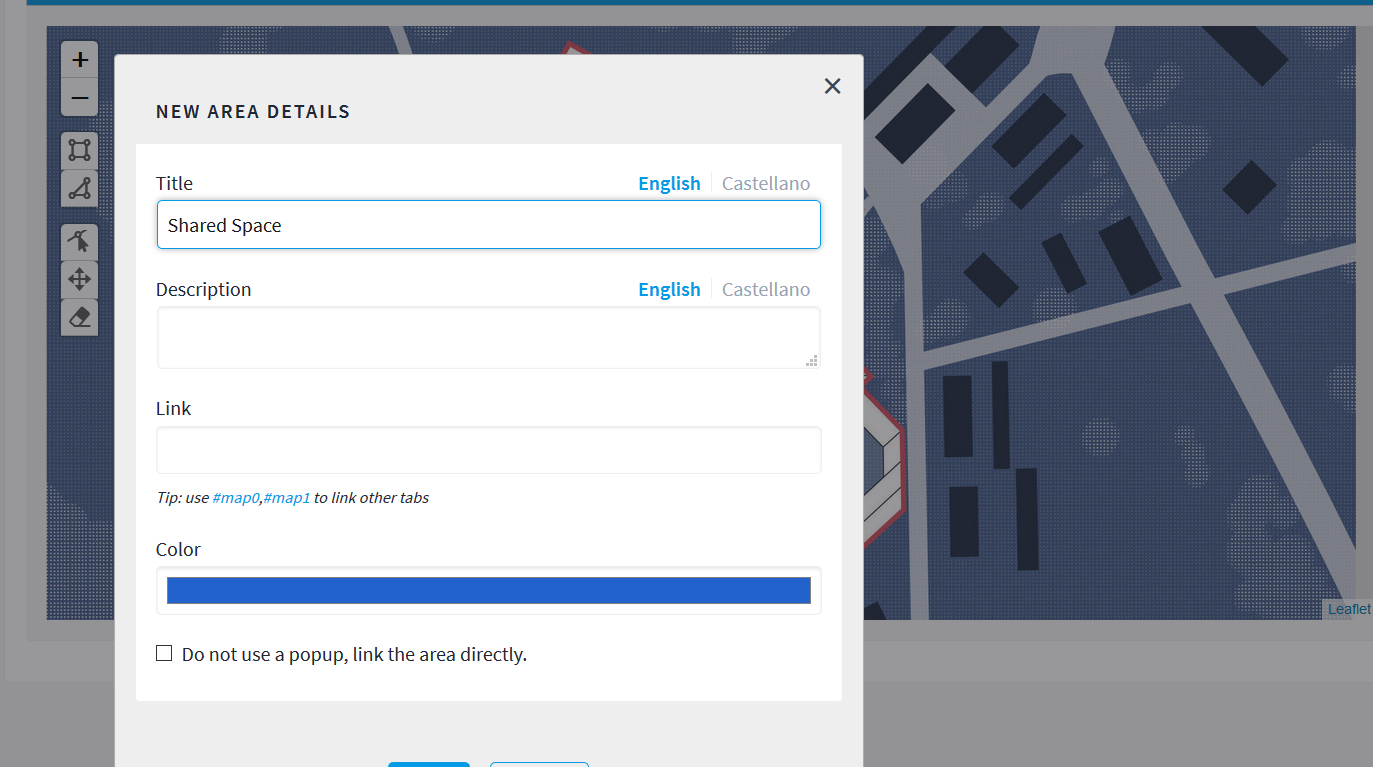 +
−
NEW AREA DETAILS
Title English Castellano
Shared Space
Description English Castellano
Link
Tip: use #map0,#map1 to link other tabs
Color
Do not use a popup, link the area directly.
Leaflet